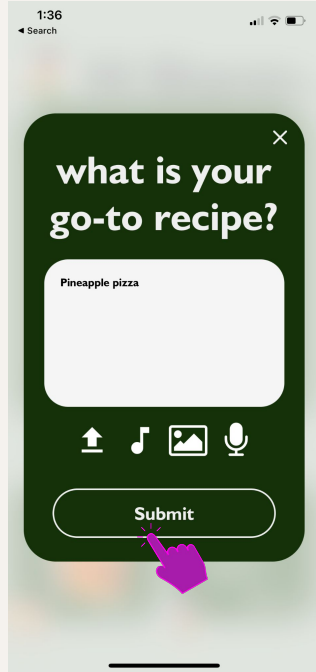 1:36
◀ Search
what is your
go-to recipe?
Pineapple pizza
Submit